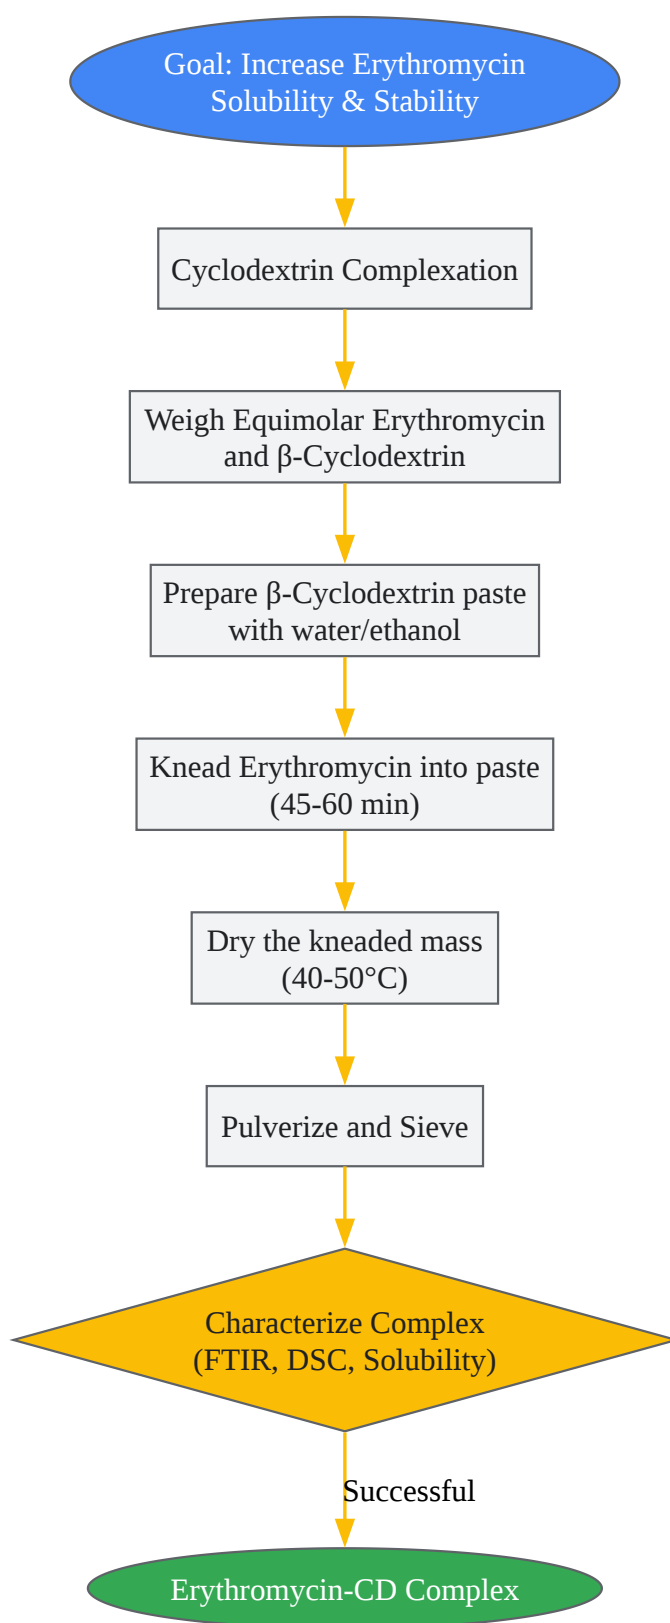 Goal: Increase Erythromycin
Solubility & Stability
Cyclodextrin Complexation
Weigh Equimolar Erythromycin
and β-Cyclodextrin
Prepare β-Cyclodextrin paste
with water/ethanol
Knead Erythromycin into paste
(45-60 min)
Dry the kneaded mass
(40-50°C)
Pulverize and Sieve
Characterize Complex
(FTIR, DSC, Solubility)
Successful
Erythromycin-CD Complex